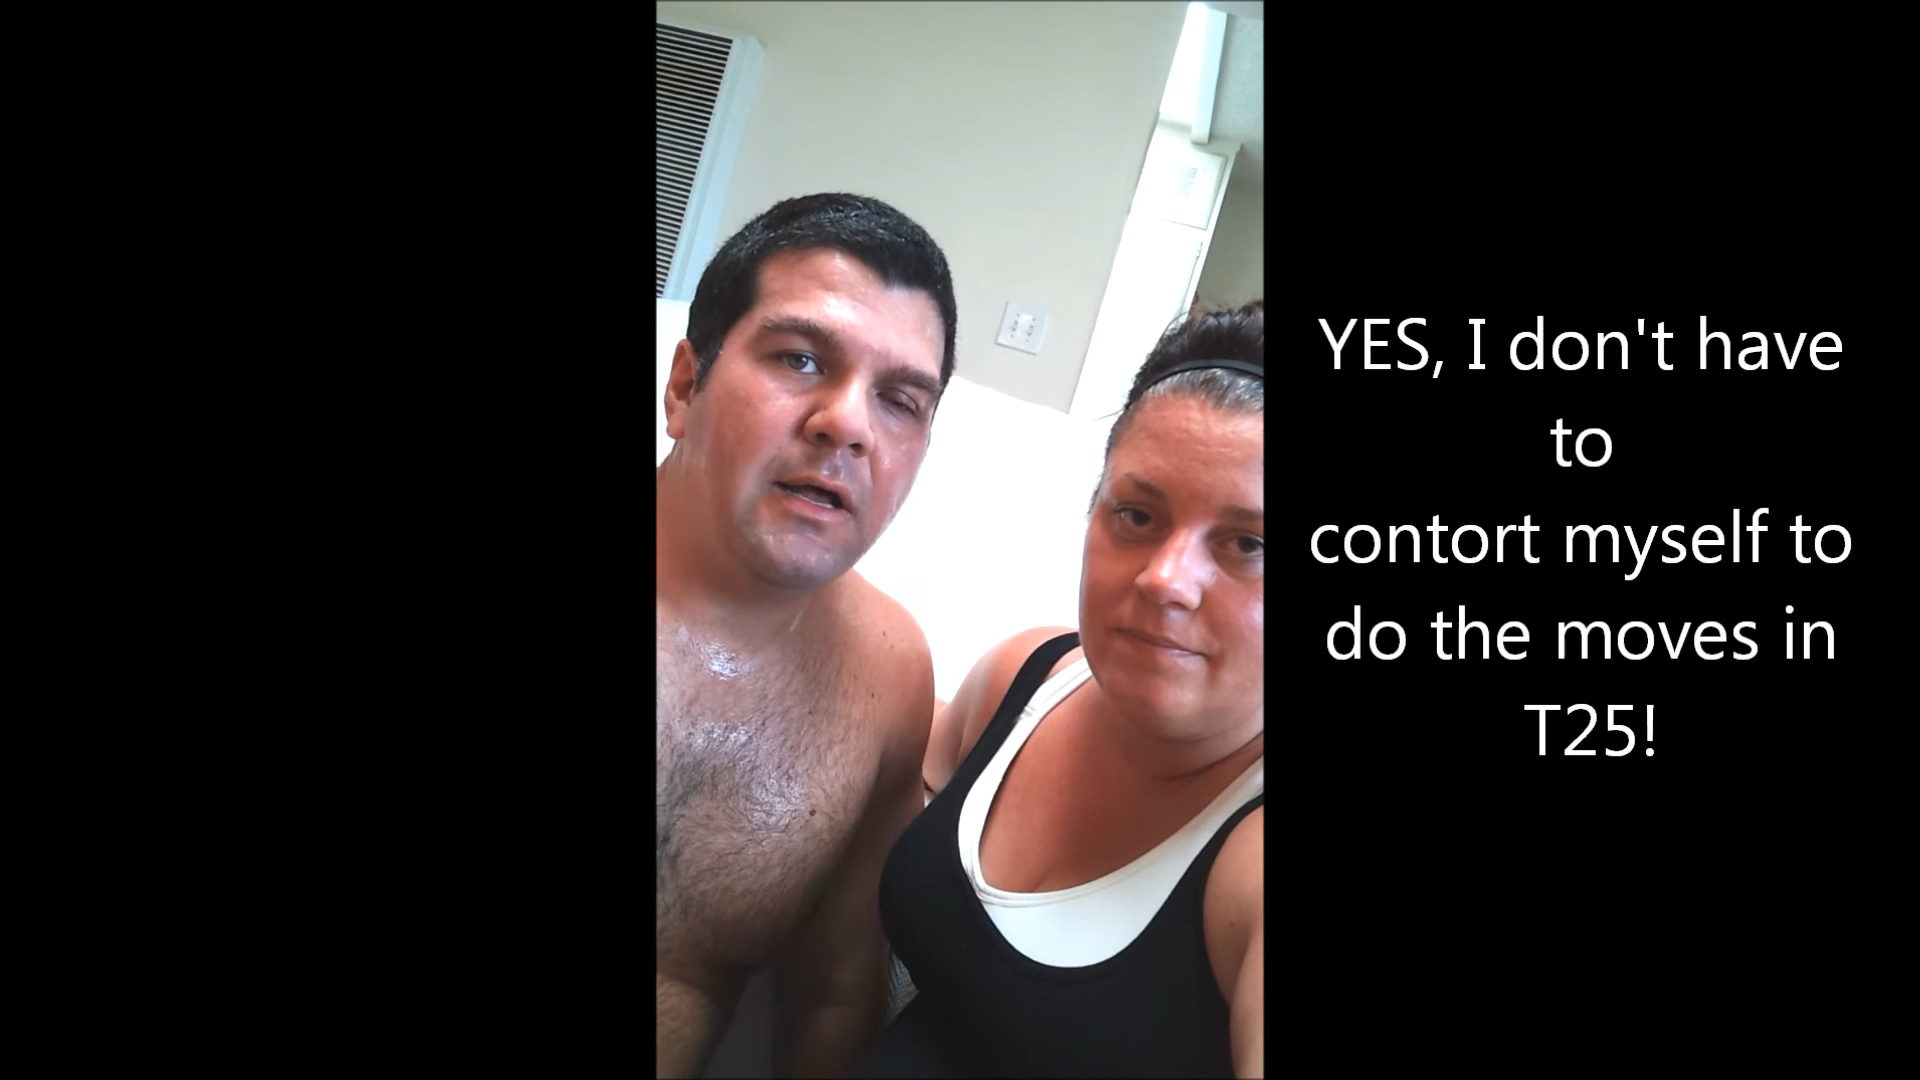 YES, I don't have
to
contort myself to
do the moves in
T25!